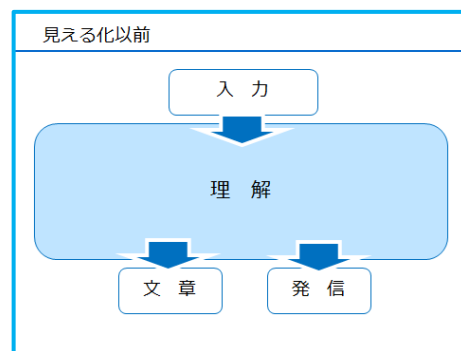 見える化以前
入　力
理　解
文　章
発　信